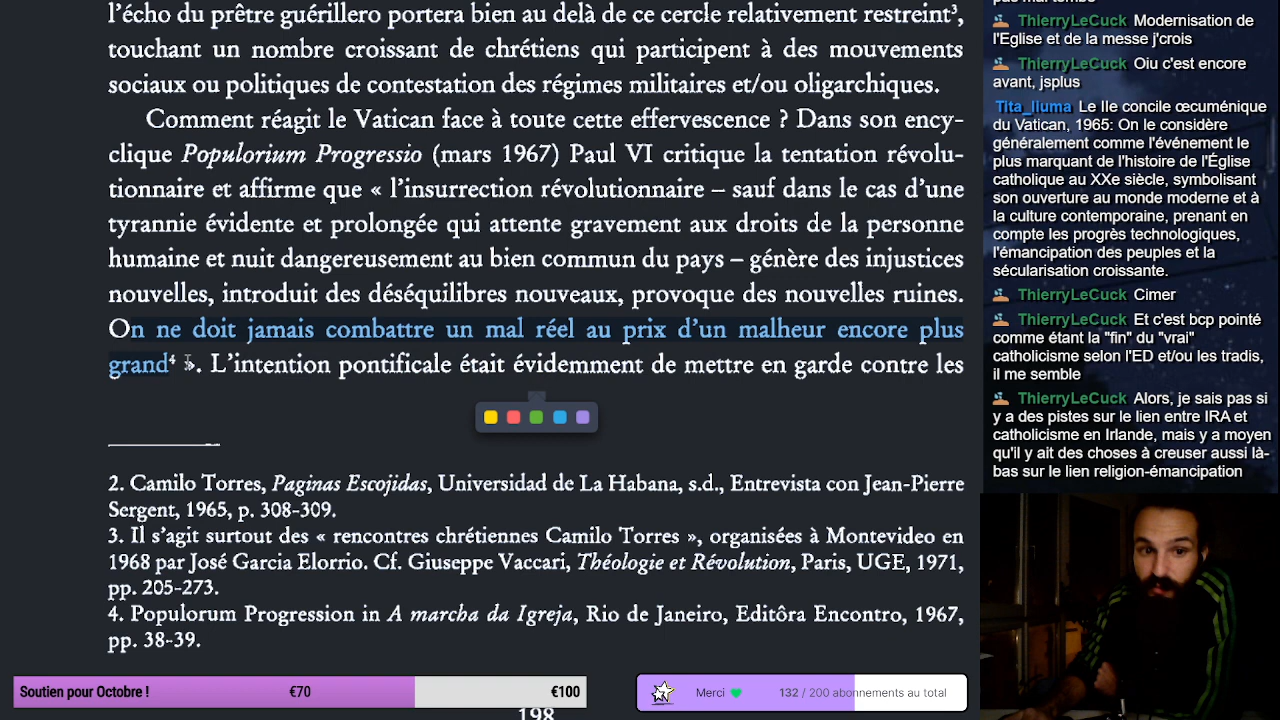 l’écho du prêtre guérillero portera bien au delà de ce cercle relativement restreint³,
touchant un nombre croissant de chrétiens qui participent à des mouvements
sociaux ou politiques de contestation des régimes militaires et/ou oligarchiques.
Comment réagit le Vatican face à toute cette effervescence ? Dans son ency-
clique Populorium Progressio (mars 1967) Paul VI critique la tentation révolu-
tionnaire et affirme que « l’insurrection révolutionnaire – sauf dans le cas d’une
tyrannie évidente et prolongée qui attente gravement aux droits de la personne
humaine et nuit dangereusement au bien commun du pays – génère des injustices
nouvelles, introduit des déséquilibres nouveaux, provoque des nouvelles ruines.
On ne doit jamais combattre un mal réel au prix d’un malheur encore plus
grand⁴ ». L’intention pontificale était évidemment de mettre en garde contre les
2. Camilo Torres, Paginas Escojidas, Universidad de La Habana, s.d., Entrevista con Jean-Pierre
Sergent, 1965, p. 308-309.
3. Il s’agit surtout des « rencontres chrétiennes Camilo Torres », organisées à Montevideo en
1968 par José Garcia Elorrio. Cf. Giuseppe Vaccari, Théologie et Révolution, Paris, UGE, 1971,
pp. 205-273.
4. Populorum Progression in A marcha da Igreja, Rio de Janeiro, Editôra Encontro, 1967,
pp. 38-39.
198
Soutien pour Octobre !
€70
€100
Merci
132 / 200 abonnements au total
ThierryLeCuck Modernisation de
l'Eglise et de la messe j'crois
ThierryLeCuck Oiu c'est encore
avant, jsplus
Le IIe concile œcuménique
du Vatican, 1965: On le considère
généralement comme l'événement le
plus marquant de l'histoire de l'Église
catholique au XXe siècle, symbolisant
son ouverture au monde moderne et à
la culture contemporaine, prenant en
compte les progrès technologiques,
l'émancipation des peuples et la
sécularisation croissante.
ThierryLeCuck Cimer
ThierryLeCuck Et c'est bcp pointé
comme étant la "fin" du "vrai"
catholicisme selon l'ED et/ou les tradis,
il me semble
ThierryLeCuck Alors, je sais pas si
y a des pistes sur le lien entre IRA et
catholicisme en Irlande, mais y a moyen
qu'il y ait des choses à creuser aussi là-
bas sur le lien religion-émancipation